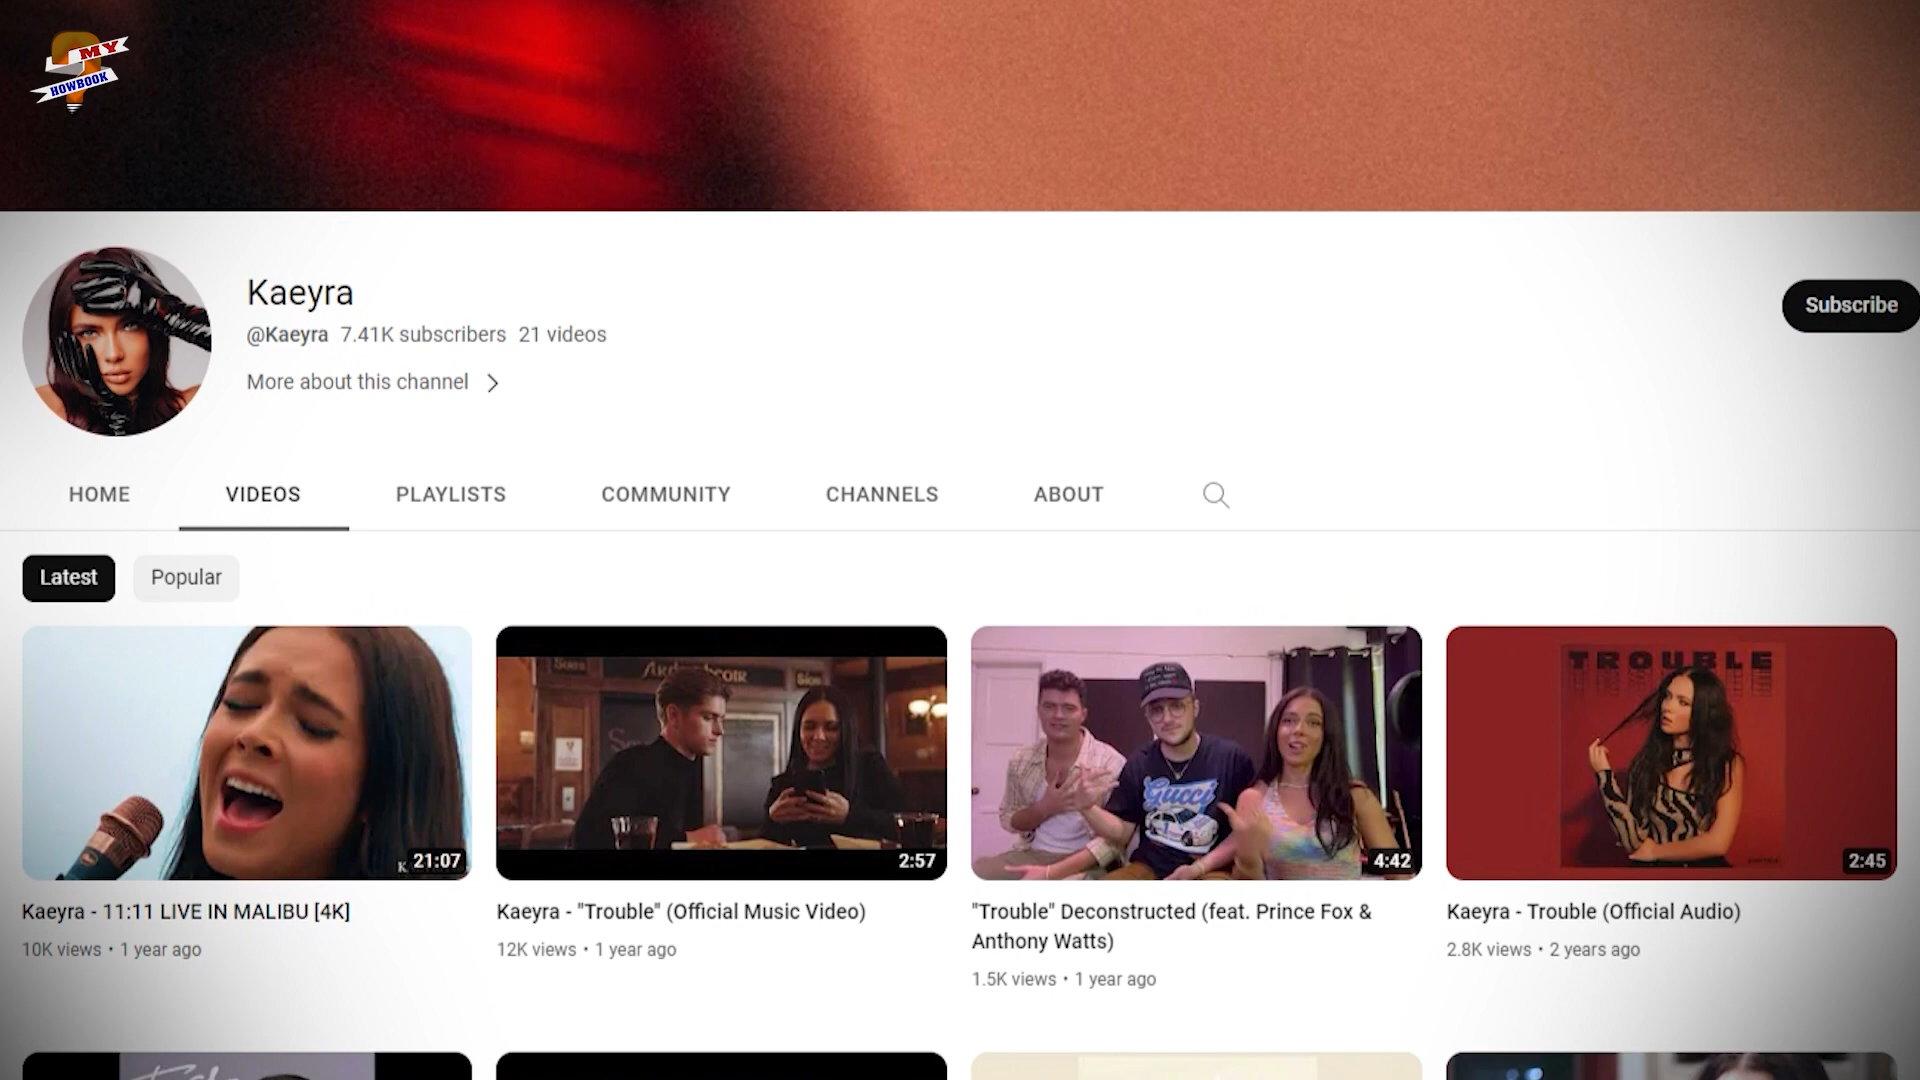 MY
HOWBOOK
Kaeyra
@Kaeyra 7.41K subscribers 21 videos
More about this channel
Subscribe
HOME VIDEOS PLAYLISTS COMMUNITY CHANNELS ABOUT
Latest Popular
TROUBLE
Gucci
21:07 2:57 4:42 2:45
Kaeyra - 11:11 LIVE IN MALIBU [4K]
10K views • 1 year ago
Kaeyra - "Trouble" (Official Music Video)
12K views • 1 year ago
"Trouble" Deconstructed (feat. Prince Fox &
Anthony Watts)
1.5K views • 1 year ago
Kaeyra - Trouble (Official Audio)
2.8K views • 2 years ago